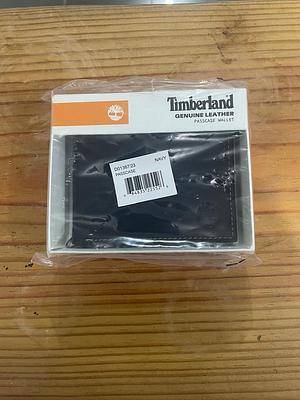 Timberland
GENUINE LEATHER
PASSCASE WALLET
D01387/23
NAVY
PASSCASE